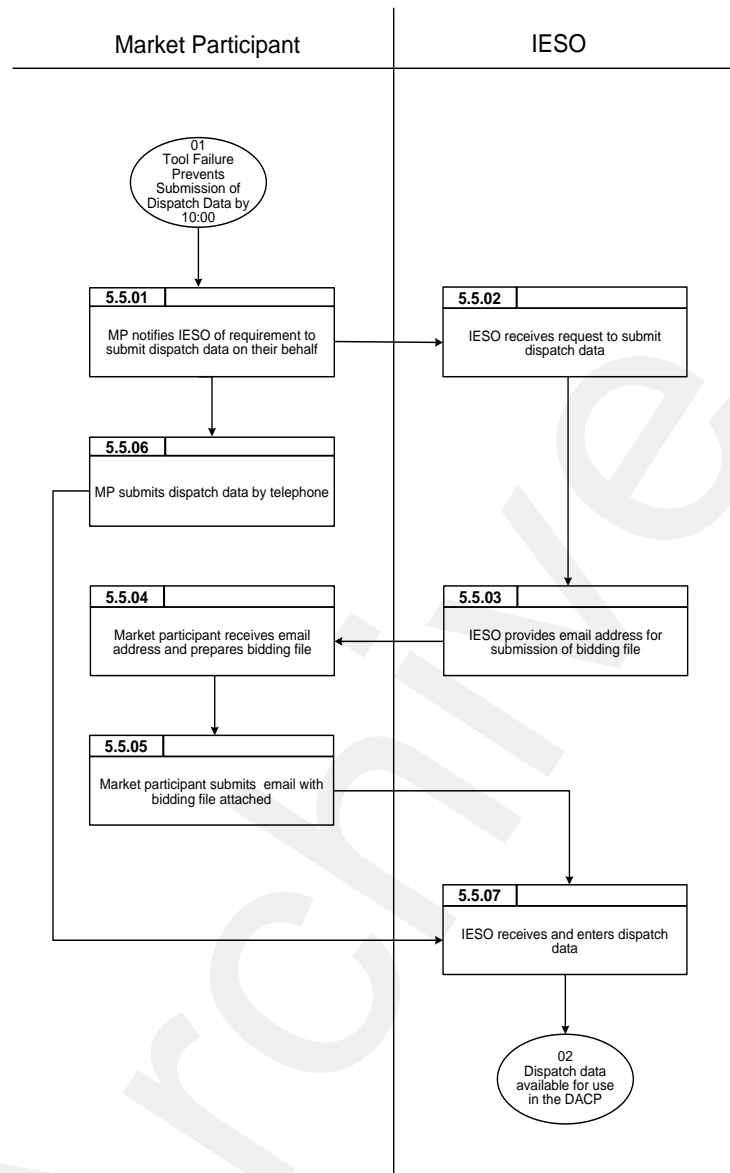 Market Participant
IESO
01
Tool Failure
Prevents
Submission of
Dispatch Data by
10:00
5.5.01
MP notifies IESO of requirement to
submit dispatch data on their behalf
5.5.02
IESO receives request to submit
dispatch data
5.5.06
MP submits dispatch data by telephone
5.5.04
Market participant receives email
address and prepares bidding file
5.5.03
IESO provides email address for
submission of bidding file
5.5.05
Market participant submits email with
bidding file attached
5.5.07
IESO receives and enters dispatch
data
02
Dispatch data
available for use
in the DACP
rchive